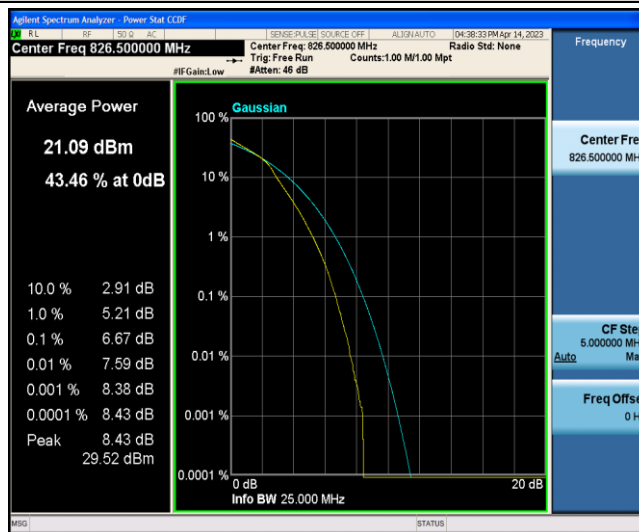 Agilent Spectrum Analyzer - Power Stat CCDF
RL RF 50 Ω AC SENSE:PULSE SOURCE OFF ALIGNAUTO 04:38:33 PM Apr 14, 2023
Center Freq 826.500000 MHz
Center Freq: 826.500000 MHz Radio Std: None
Trig: Free Run Counts:1.00 M/1.00 Mpt
#IFGain:Low #Atten: 46 dB
Frequency
Average Power
21.09 dBm
43.46 % at 0dB
10.0 % 2.91 dB
1.0 % 5.21 dB
0.1 % 6.67 dB
0.01 % 7.59 dB
0.001 % 8.38 dB
0.0001 % 8.43 dB
Peak 8.43 dB
29.52 dBm
Gaussian
100 %
10 %
1 %
0.1 %
0.01 %
0.001 %
0.0001 %
0 dB 20 dB
Info BW 25.000 MHz
Center Fre
826.500000 MH
CF Ste
5.000000 MH
Auto Ma
Freq Offse
0 H
MSG STATUS